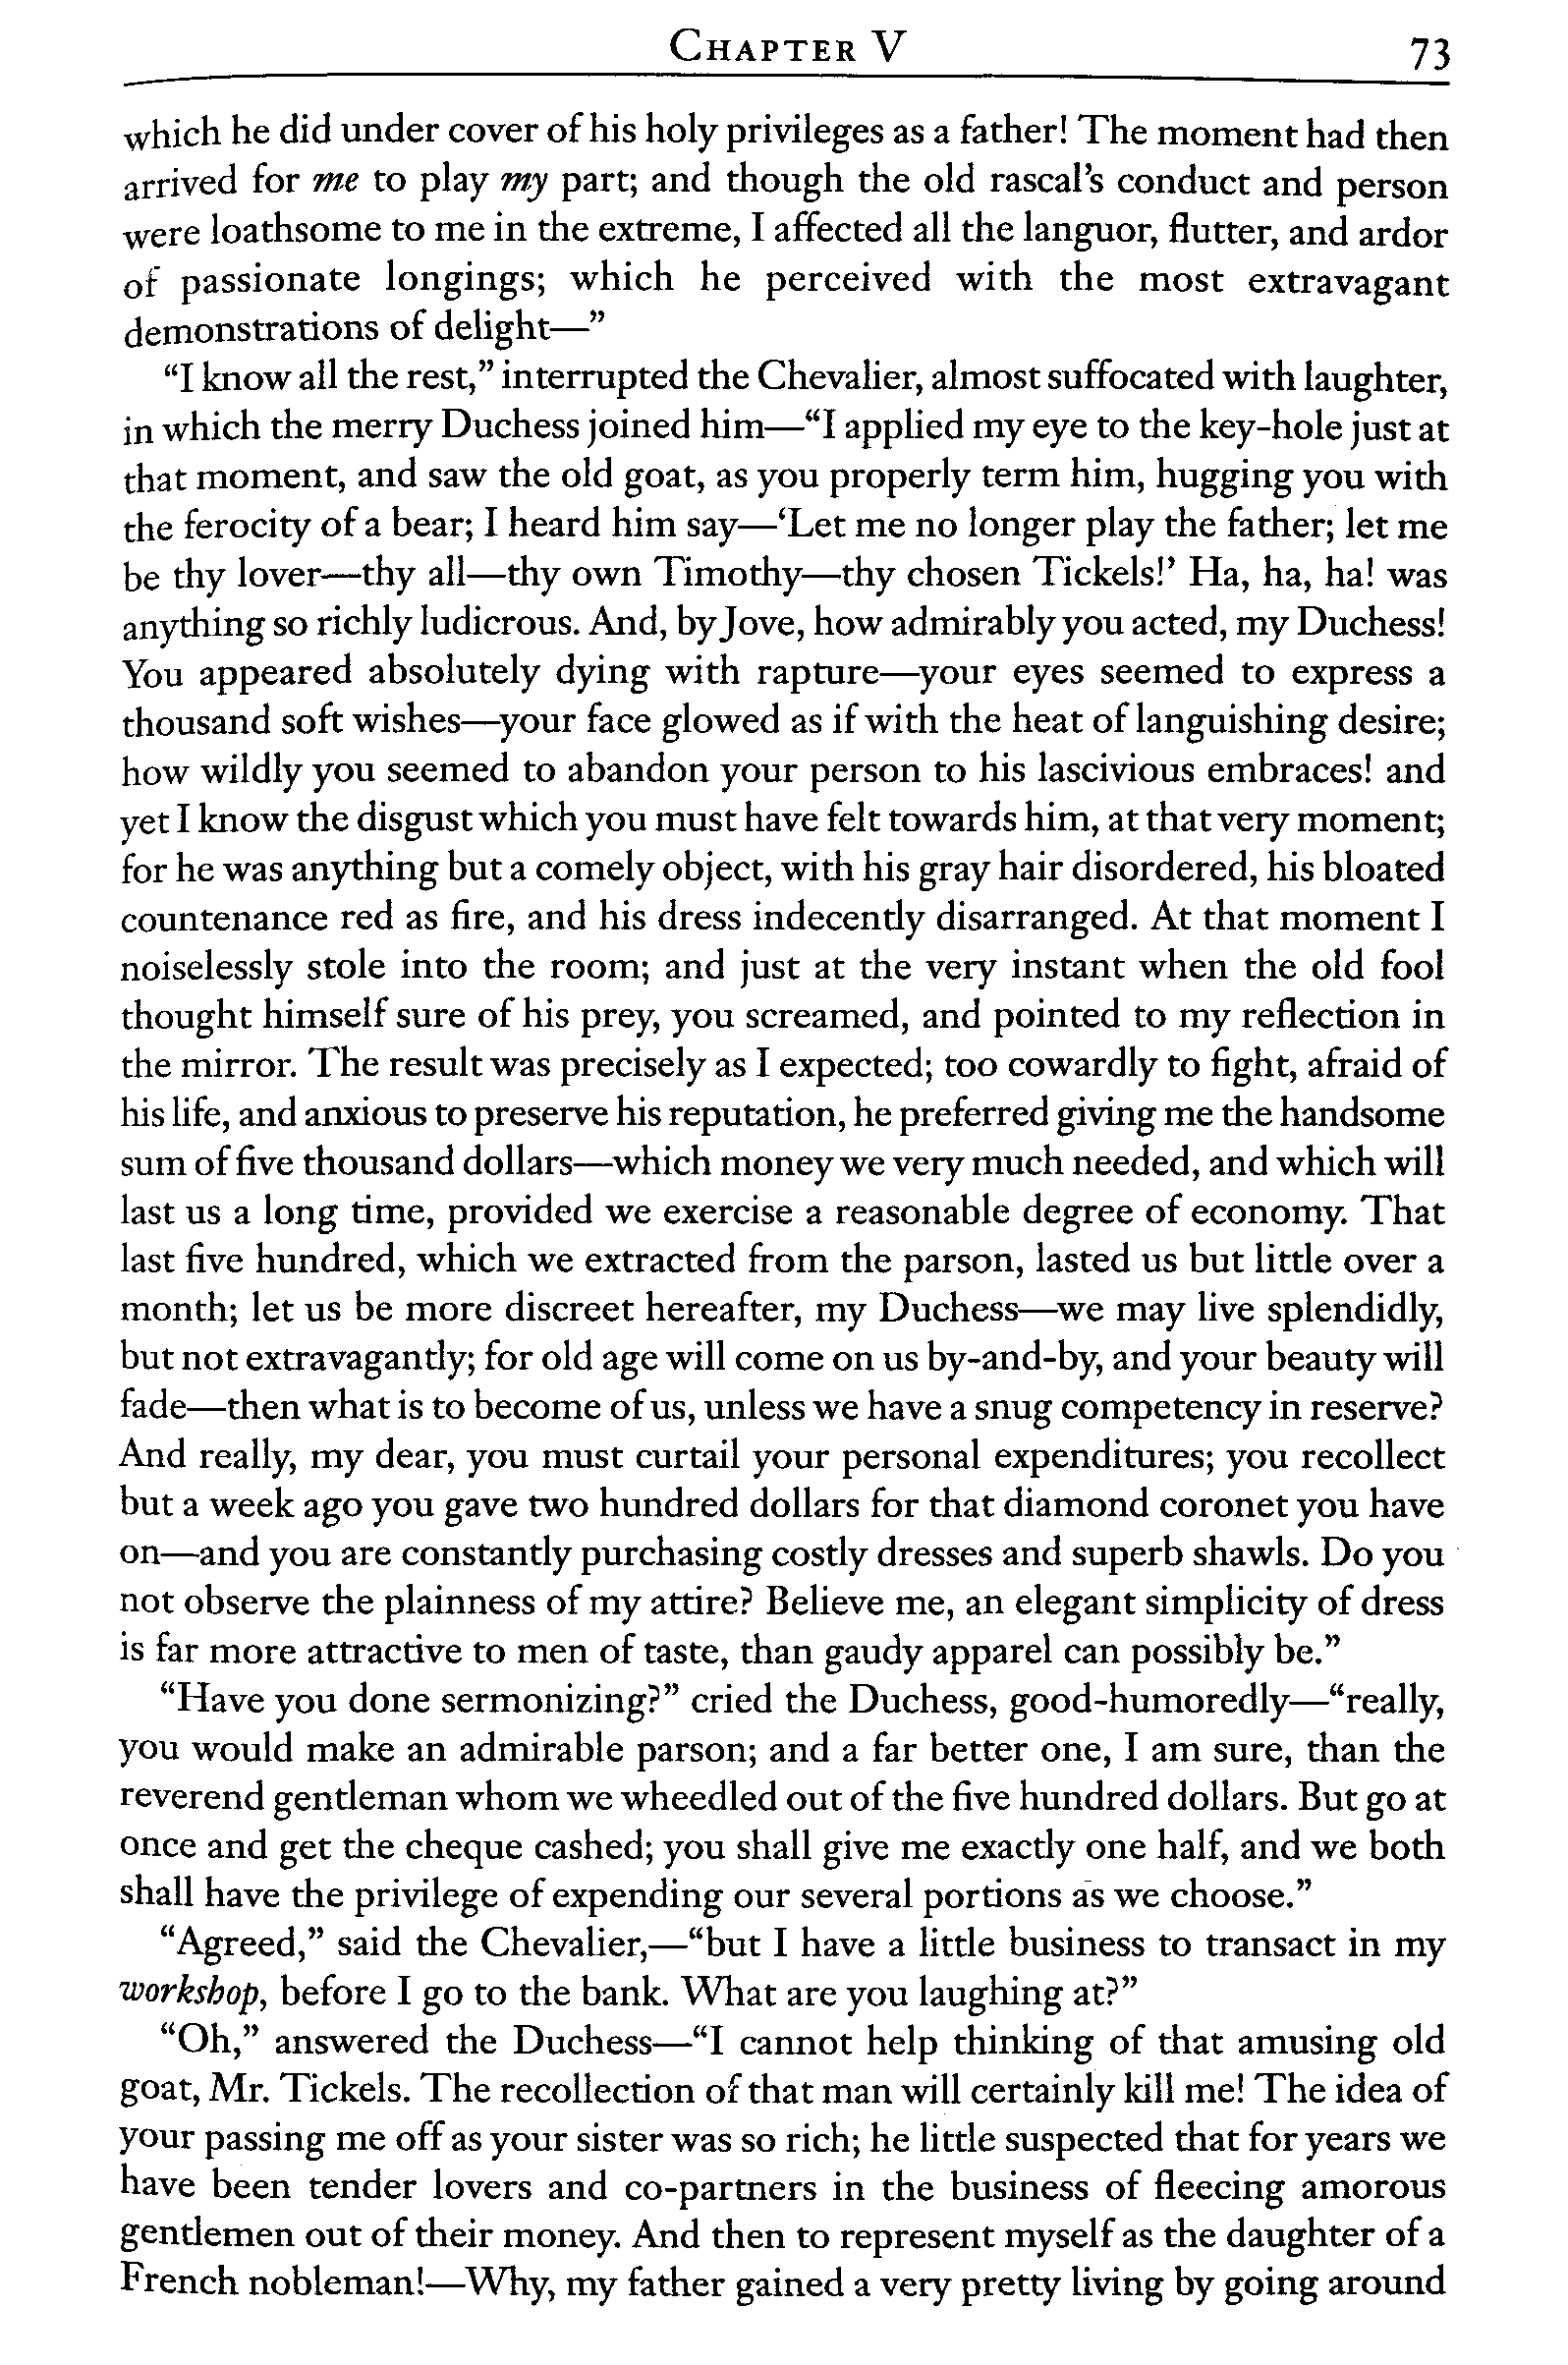 CHAPTER V 73
which he did under cover of his holy privileges as a father! The moment had then
arrived for me to play my part; and though the old rascal's conduct and person
were loathsome to me in the extreme, I affected all the languor, flutter, and ardor
of passionate longings; which he perceived with the most extravagant
demonstrations of delight—”
“I know all the rest,” interrupted the Chevalier, almost suffocated with laughter,
in which the merry Duchess joined him—“I applied my eye to the key-hole just at
that moment, and saw the old goat, as you properly term him, hugging you with
the ferocity of a bear; I heard him say—‘Let me no longer play the father; let me
be thy lover—thy all—thy own Timothy—thy chosen Tickels!’ Ha, ha, ha! was
anything so richly ludicrous. And, by Jove, how admirably you acted, my Duchess!
You appeared absolutely dying with rapture—your eyes seemed to express a
thousand soft wishes—your face glowed as if with the heat of languishing desire;
how wildly you seemed to abandon your person to his lascivious embraces! and
yet I know the disgust which you must have felt towards him, at that very moment;
for he was anything but a comely object, with his gray hair disordered, his bloated
countenance red as fire, and his dress indecently disarranged. At that moment I
noiselessly stole into the room; and just at the very instant when the old fool
thought himself sure of his prey, you screamed, and pointed to my reflection in
the mirror. The result was precisely as I expected; too cowardly to fight, afraid of
his life, and anxious to preserve his reputation, he preferred giving me the handsome
sum of five thousand dollars—which money we very much needed, and which will
last us a long time, provided we exercise a reasonable degree of economy. That
last five hundred, which we extracted from the parson, lasted us but little over a
month; let us be more discreet hereafter, my Duchess—we may live splendidly,
but not extravagantly; for old age will come on us by-and-by, and your beauty will
fade—then what is to become of us, unless we have a snug competency in reserve?
And really, my dear, you must curtail your personal expenditures; you recollect
but a week ago you gave two hundred dollars for that diamond coronet you have
on—and you are constantly purchasing costly dresses and superb shawls. Do you
not observe the plainness of my attire? Believe me, an elegant simplicity of dress
is far more attractive to men of taste, than gaudy apparel can possibly be.”
“Have you done sermonizing?” cried the Duchess, good-humoredly—“really,
you would make an admirable parson; and a far better one, I am sure, than the
reverend gentleman whom we wheedled out of the five hundred dollars. But go at
once and get the cheque cashed; you shall give me exactly one half, and we both
shall have the privilege of expending our several portions as we choose.”
“Agreed,” said the Chevalier,—“but I have a little business to transact in my
workshop, before I go to the bank. What are you laughing at?”
“Oh,” answered the Duchess—“I cannot help thinking of that amusing old
goat, Mr. Tickels. The recollection of that man will certainly kill me! The idea of
your passing me off as your sister was so rich; he little suspected that for years we
have been tender lovers and co-partners in the business of fleecing amorous
gentlemen out of their money. And then to represent myself as the daughter of a
French nobleman!—Why, my father gained a very pretty living by going around